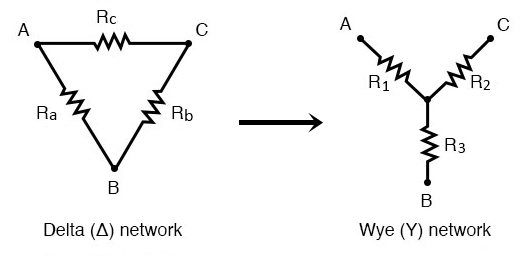 Rc
A
C
Ra
Rb
B
Delta (Δ) network
A
C
R1
R2
R3
B
Wye (Y) network